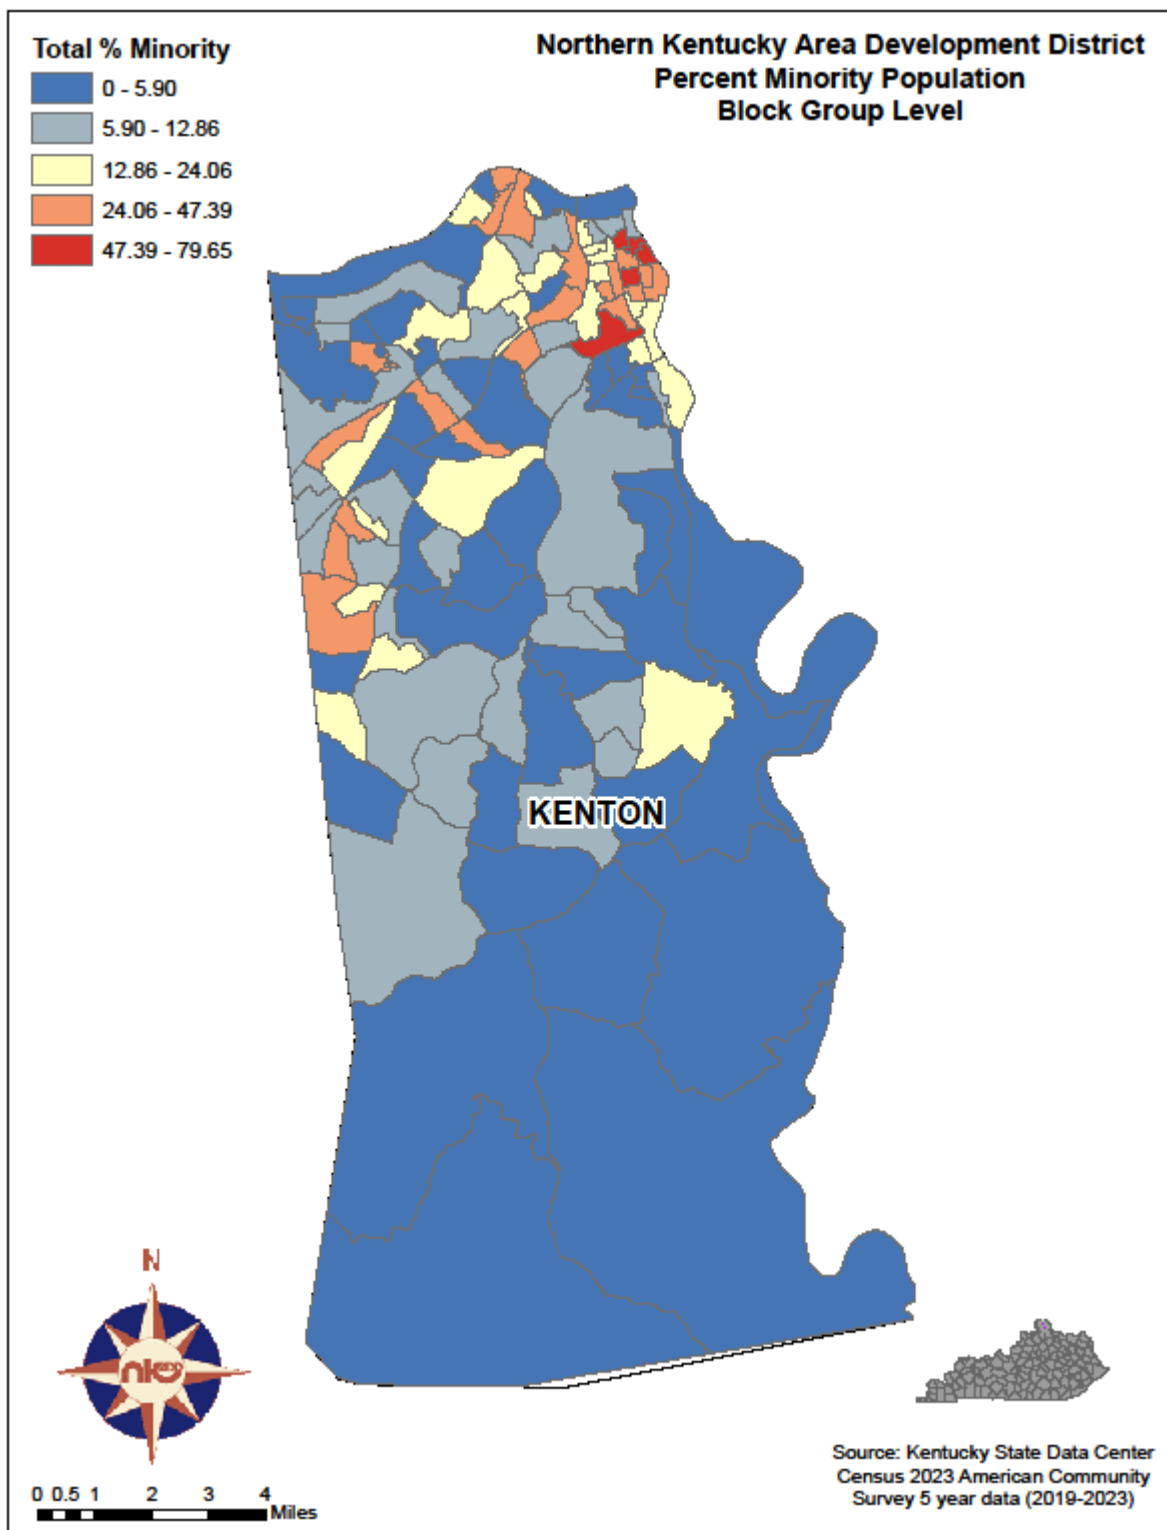 Total % Minority
0 - 5.90
5.90 - 12.86
12.86 - 24.06
24.06 - 47.39
47.39 - 79.65
Northern Kentucky Area Development District
Percent Minority Population
Block Group Level
KENTON
N
nk
add
0 0.5 1 2 3 4
Miles
Source: Kentucky State Data Center
Census 2023 American Community
Survey 5 year data (2019-2023)